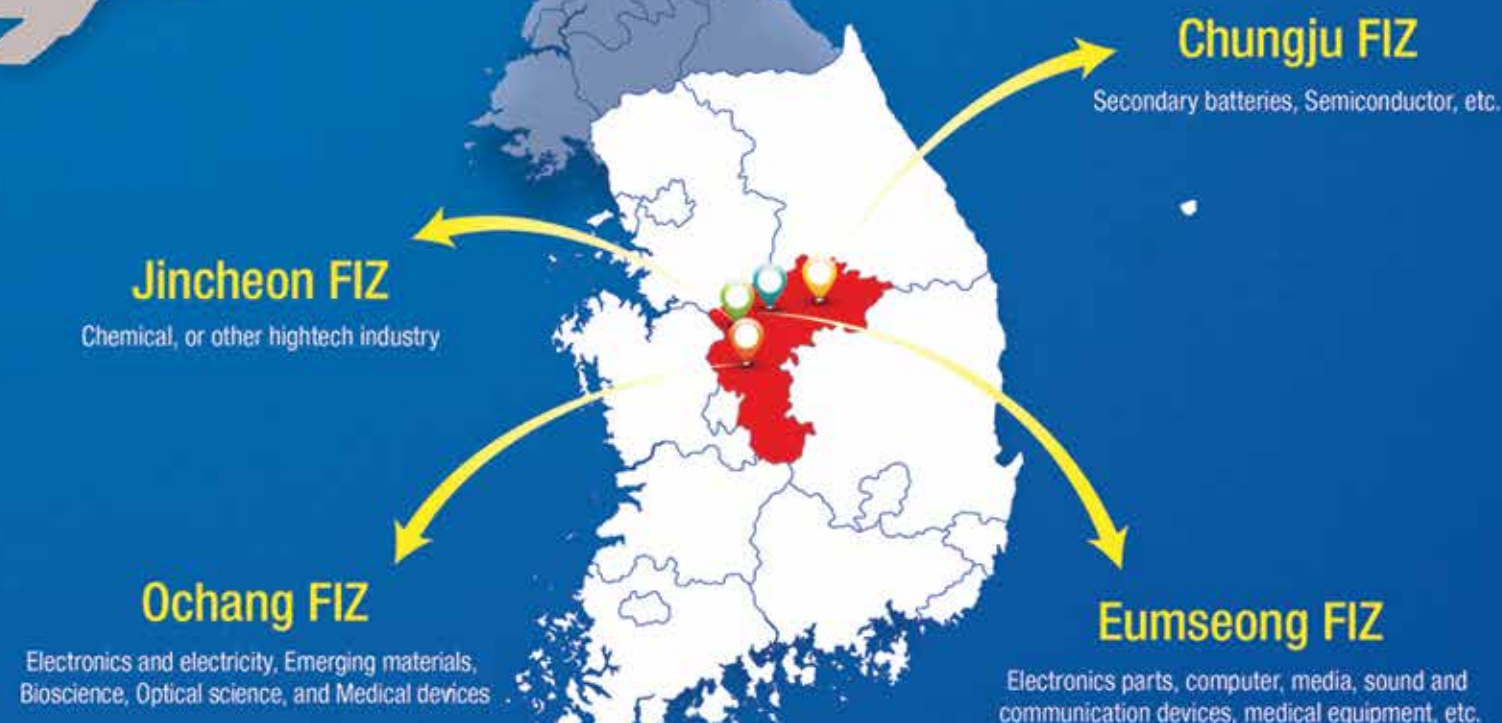 Chungju FIZ
Secondary batteries, Semiconductor, etc.
Jincheon FIZ
Chemical, or other hightech industry
Ochang FIZ
Electronics and electricity, Emerging materials,
Bioscience, Optical science, and Medical devices
Eumseong FIZ
Electronics parts, computer, media, sound and
communication devices, medical equipment, etc.